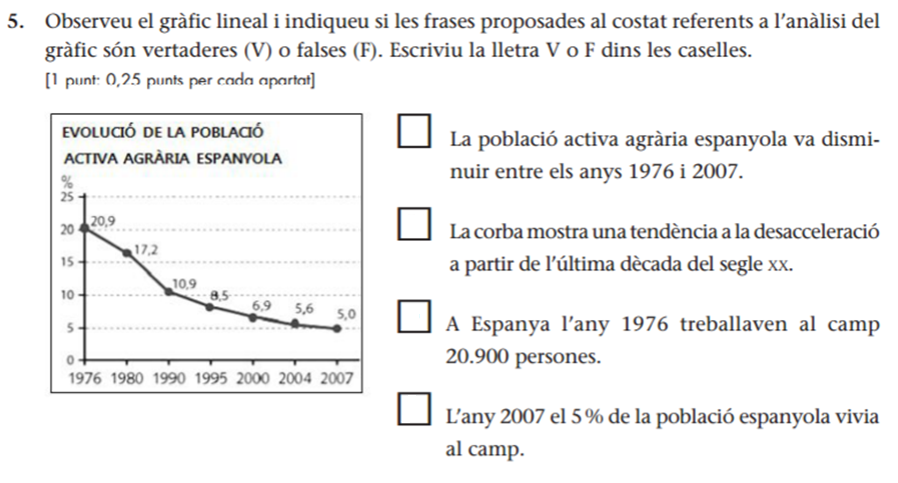 5. Observeu el gràfic lineal i indiqueu si les frases proposades al costat referents a l’anàlisi del
gràfic són vertaderes (V) o falses (F). Escriviu la lletra V o F dins les caselles.
[1 punt: 0,25 punts per cada apartat]
EVOLUCIÓ DE LA POBLACIÓ
ACTIVA AGRÀRIA ESPANYOLA
%
25
20
15
10
5
0
20,9
17,2
10,9
8,5
6,9
5,6
5,0
1976 1980 1990 1995 2000 2004 2007
La població activa agrària espanyola va dismi-
nuir entre els anys 1976 i 2007.
La corba mostra una tendència a la desacceleració
a partir de l’última dècada del segle XX.
A Espanya l’any 1976 treballaven al camp
20.900 persones.
L’any 2007 el 5 % de la població espanyola vivia
al camp.